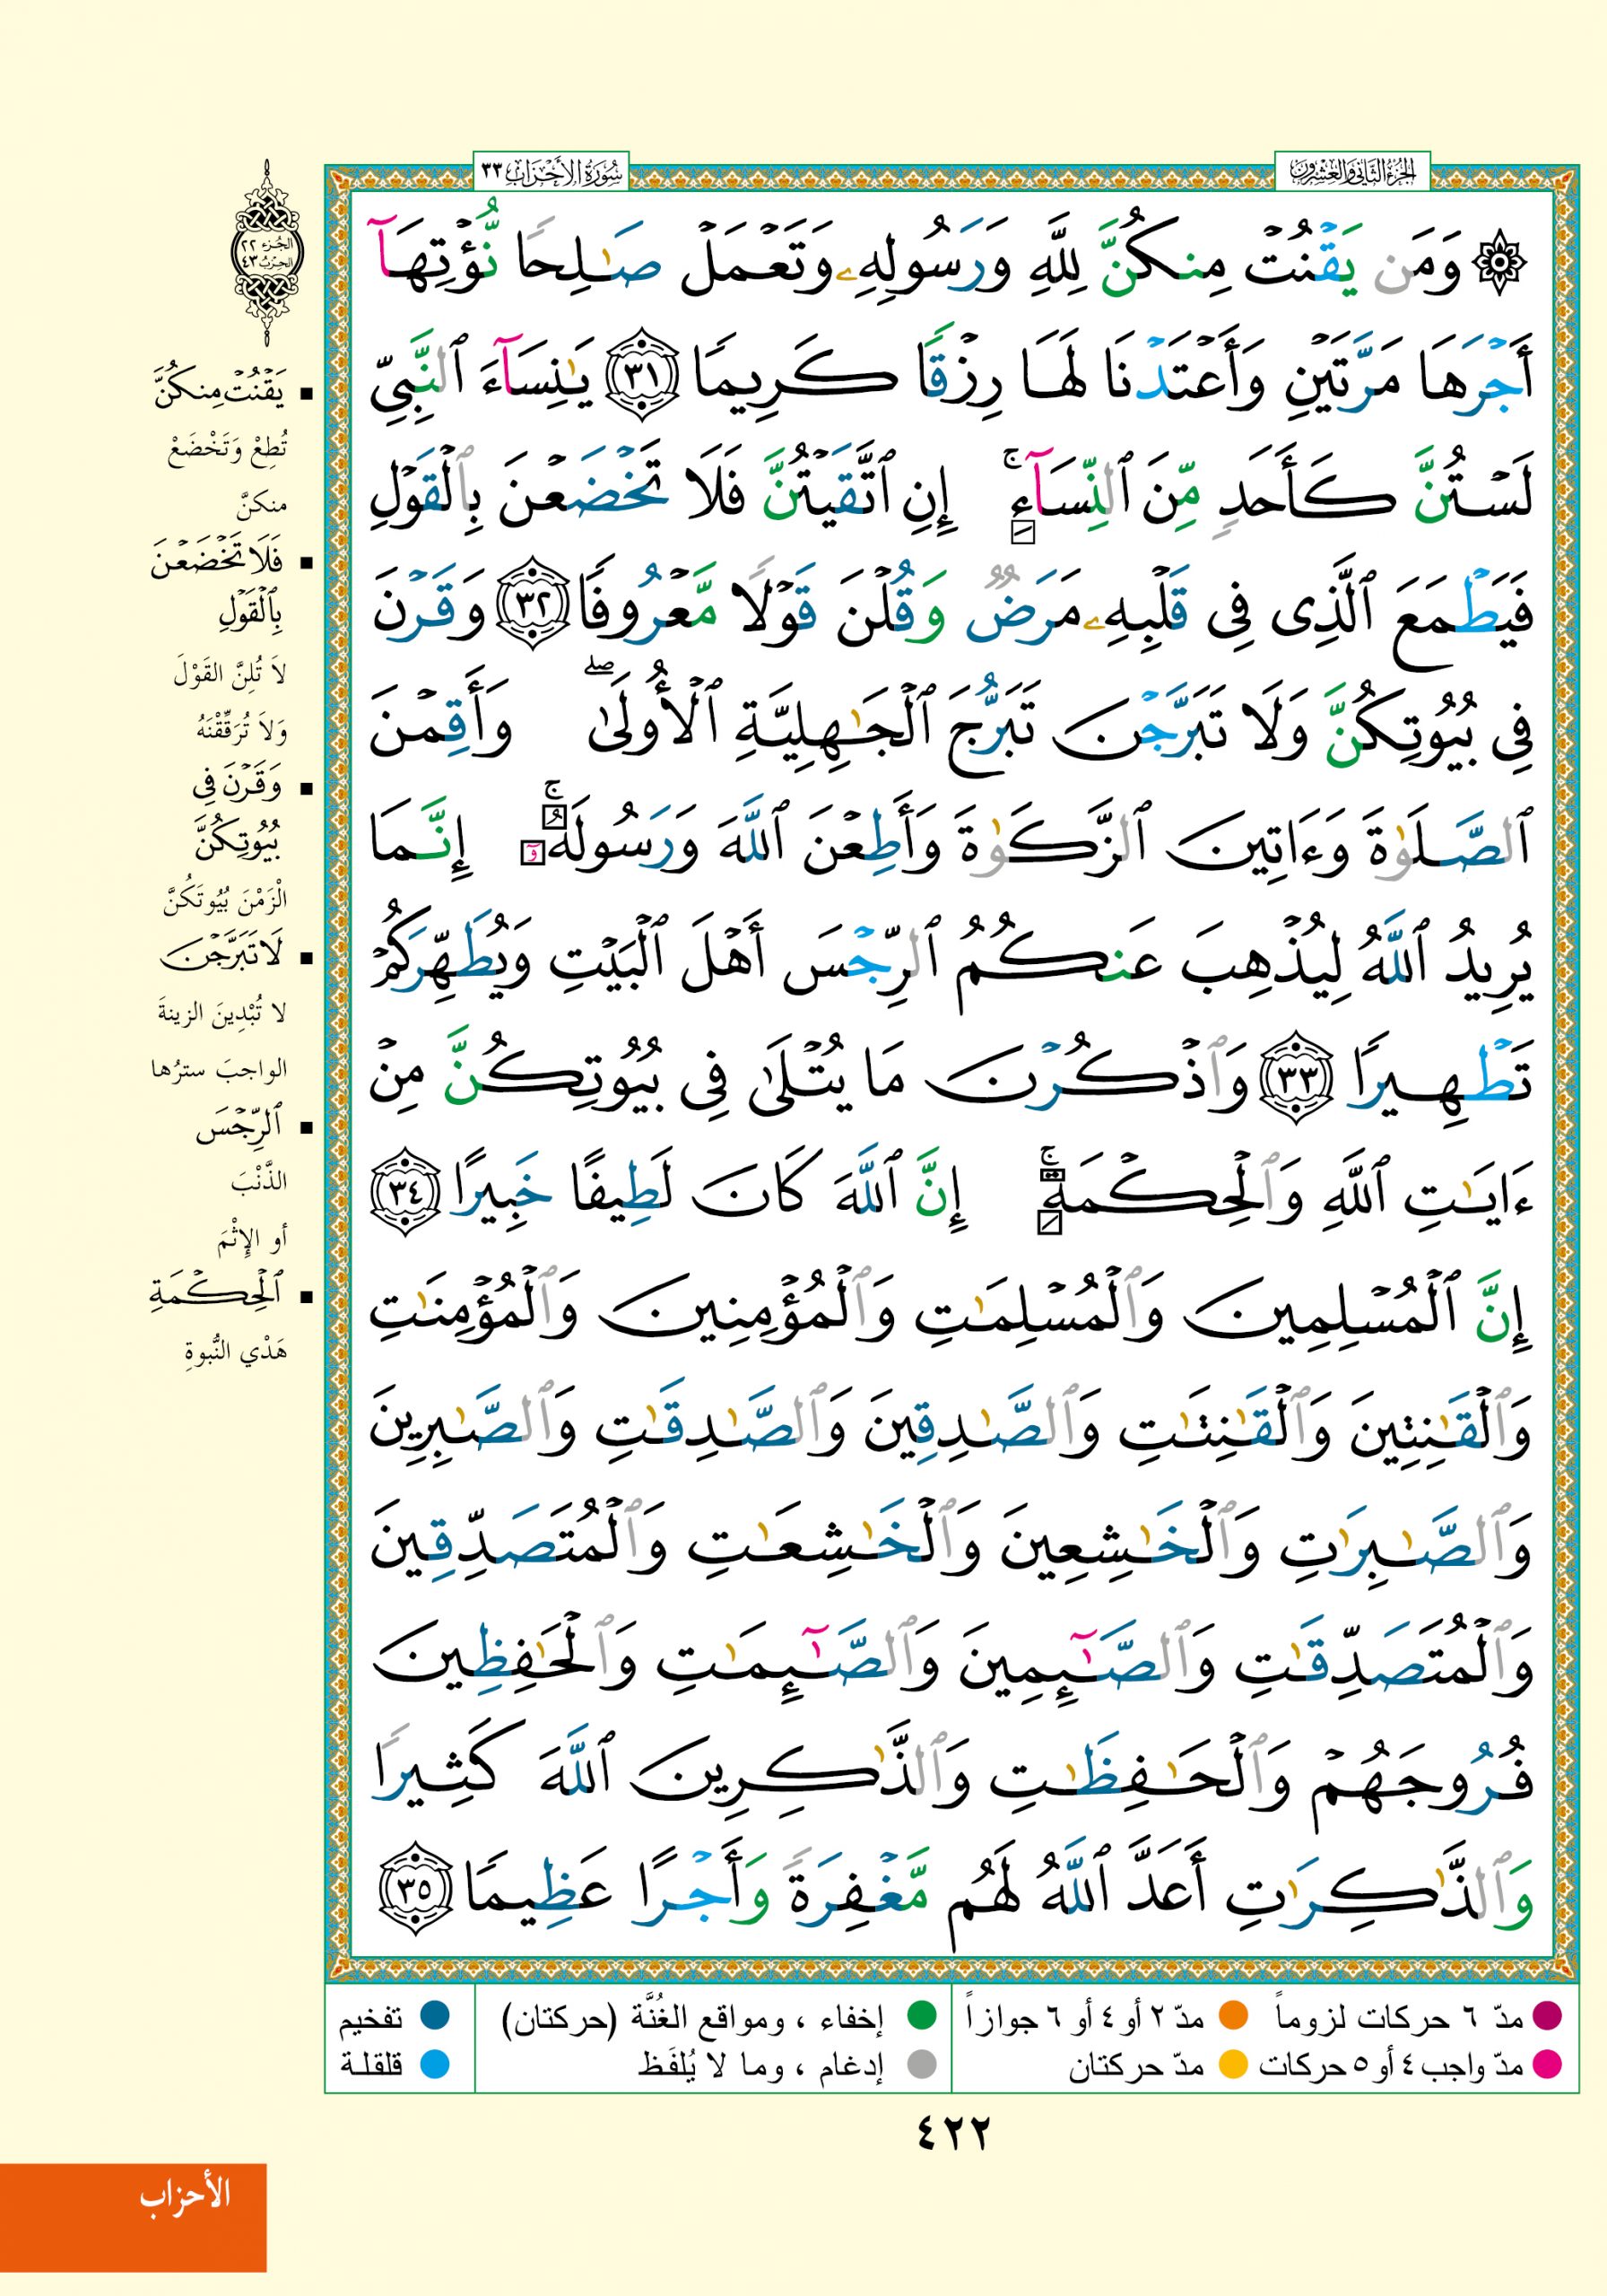 الجزء الثاني والعشرون
سورة الأحزاب ٣٣
۞ وَمَن يَقْنُتْ مِنكُنَّ لِلَّهِ وَرَسُولِهِۦ وَتَعْمَلْ صَـٰلِحًا نُّؤْتِهَآ
أَجْرَهَا مَرَّتَيْنِ وَأَعْتَدْنَا لَهَا رِزْقًا كَرِيمًا ٣١ يَـٰنِسَآءَ ٱلنَّبِىِّ
لَسْتُنَّ كَأَحَدٍ مِّنَ ٱلنِّسَآءِ ۚ إِنِ ٱتَّقَيْتُنَّ فَلَا تَخْضَعْنَ بِٱلْقَوْلِ
فَيَطْمَعَ ٱلَّذِى فِى قَلْبِهِۦ مَرَضٌ وَقُلْنَ قَوْلًا مَّعْرُوفًا ٣٢ وَقَرْنَ
فِى بُيُوتِكُنَّ وَلَا تَبَرَّجْنَ تَبَرُّجَ ٱلْجَـٰهِلِيَّةِ ٱلْأُولَىٰ ۖ وَأَقِمْنَ
ٱلصَّلَوٰةَ وَءَاتِينَ ٱلزَّكَوٰةَ وَأَطِعْنَ ٱللَّهَ وَرَسُولَهُۥٓ ۚ إِنَّمَا
يُرِيدُ ٱللَّهُ لِيُذْهِبَ عَنكُمُ ٱلرِّجْسَ أَهْلَ ٱلْبَيْتِ وَيُطَهِّرَكُمْ
تَطْهِيرًا ٣٣ وَٱذْكُرْنَ مَا يُتْلَىٰ فِى بُيُوتِكُنَّ مِنْ
ءَايَـٰتِ ٱللَّهِ وَٱلْحِكْمَةِ ۚ إِنَّ ٱللَّهَ كَانَ لَطِيفًا خَبِيرًا ٣٤
إِنَّ ٱلْمُسْلِمِينَ وَٱلْمُسْلِمَـٰتِ وَٱلْمُؤْمِنِينَ وَٱلْمُؤْمِنَـٰتِ
وَٱلْقَـٰنِتِينَ وَٱلْقَـٰنِتَـٰتِ وَٱلصَّـٰدِقِينَ وَٱلصَّـٰدِقَـٰتِ وَٱلصَّـٰبِرِينَ
وَٱلصَّـٰبِرَٰتِ وَٱلْخَـٰشِعِينَ وَٱلْخَـٰشِعَـٰتِ وَٱلْمُتَصَدِّقِينَ
وَٱلْمُتَصَدِّقَـٰتِ وَٱلصَّـٰٓئِمِينَ وَٱلصَّـٰٓئِمَـٰتِ وَٱلْحَـٰفِظِينَ
فُرُوجَهُمْ وَٱلْحَـٰفِظَـٰتِ وَٱلذَّٰكِرِينَ ٱللَّهَ كَثِيرًا
وَٱلذَّٰكِرَٰتِ أَعَدَّ ٱللَّهُ لَهُم مَّغْفِرَةً وَأَجْرًا عَظِيمًا ٣٥
الجزء ٢٢
الحزب ٤٣
▪ يَقْنُتْ مِنكُنَّ
تُطِعْ وَتَخْضَعْ
منكنَّ
▪ فَلَا تَخْضَعْنَ
بِٱلْقَوْلِ
لاَ تُلِنَّ القَوْلَ
وَلاَ تُرَقِّقْنَهُ
▪ وَقَرْنَ فِى
بُيُوتِكُنَّ
الْزَمْنَ بُيُوتَكُنَّ
▪ لَا تَبَرَّجْنَ
لا تُبْدِينَ الزينةَ
الواجبَ سترُها
▪ ٱلرِّجْسَ
الذَّنْبَ
أو الإِثْمَ
▪ ٱلْحِكْمَةِ
هَدْي النُّبوةِ
مدّ ٦ حركات لزوماً مدّ ٢ أو ٤ أو ٦ جوازاً إخفاء ، ومواقع الغُنَّة (حركتان) تفخيم
مدّ واجب ٤ أو ٥ حركات مدّ حركتان إدغام ، وما لا يُلفَظ قلقلة
٤٢٢
الأحزاب